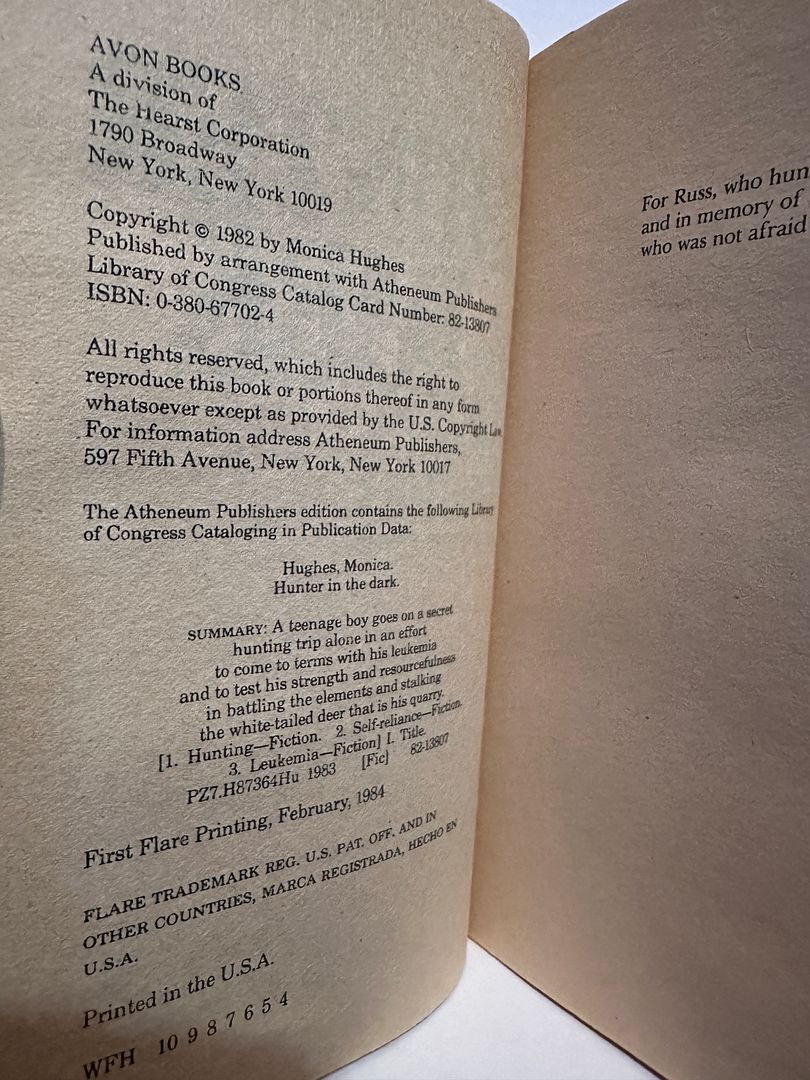 AVON BOOKS
A division of
The Hearst Corporation
1790 Broadway
New York, New York 10019
Copyright © 1982 by Monica Hughes
Published by arrangement with Atheneum Publishers
Library of Congress Catalog Card Number: 82-13807
ISBN: 0-380-67702-4
All rights reserved, which includes the right to
reproduce this book or portions thereof in any form
whatsoever except as provided by the U.S. Copyright Law.
For information address Atheneum Publishers,
597 Fifth Avenue, New York, New York 10017
The Atheneum Publishers edition contains the following Library
of Congress Cataloging in Publication Data:
Hughes, Monica.
Hunter in the dark.
SUMMARY: A teenage boy goes on a secret
hunting trip alone in an effort
to come to terms with his leukemia
and to test his strength and resourcefulness
in battling the elements and stalking
the white-tailed deer that is his quarry.
[1. Hunting—Fiction. 2. Self-reliance—Fiction.
3. Leukemia—Fiction] I. Title.
PZ7.H87364Hu 1983 [Fic] 82-13807
First Flare Printing, February, 1984
FLARE TRADEMARK REG. U.S. PAT. OFF. AND IN
OTHER COUNTRIES, MARCA REGISTRADA, HECHO EN
U.S.A.
Printed in the U.S.A.
WFH 10 9 8 7 6 5 4
For Russ, who hun
and in memory of
who was not afraid